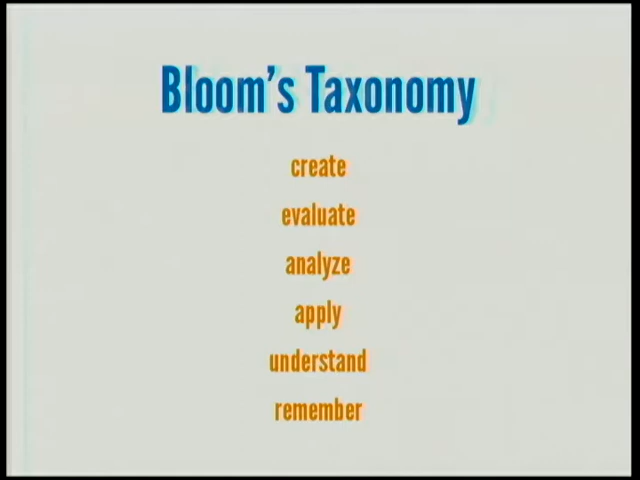 Bloom's Taxonomy
create
evaluate
analyze
apply
understand
remember